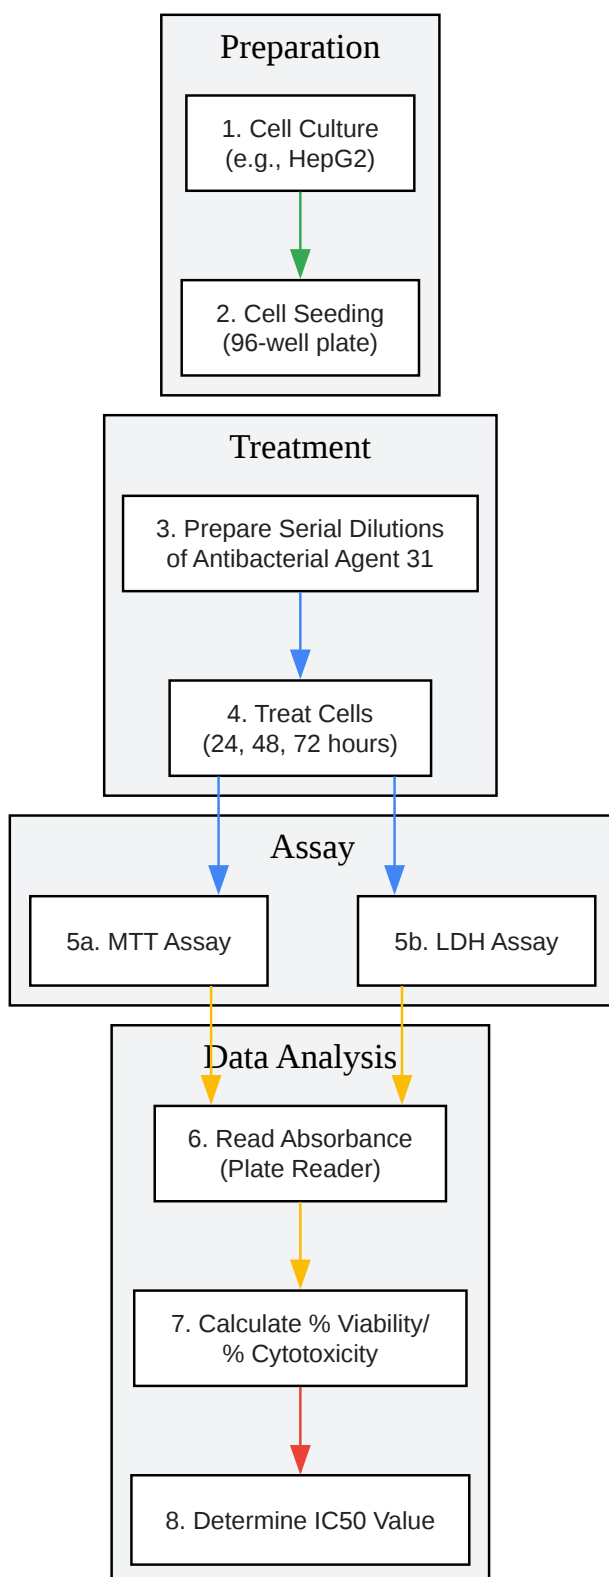 Preparation
1. Cell Culture
(e.g., HepG2)
2. Cell Seeding
(96-well plate)
Treatment
3. Prepare Serial Dilutions
of Antibacterial Agent 31
4. Treat Cells
(24, 48, 72 hours)
Assay
5a. MTT Assay
5b. LDH Assay
Data Analysis
6. Read Absorbance
(Plate Reader)
7. Calculate % Viability/
% Cytotoxicity
8. Determine IC50 Value